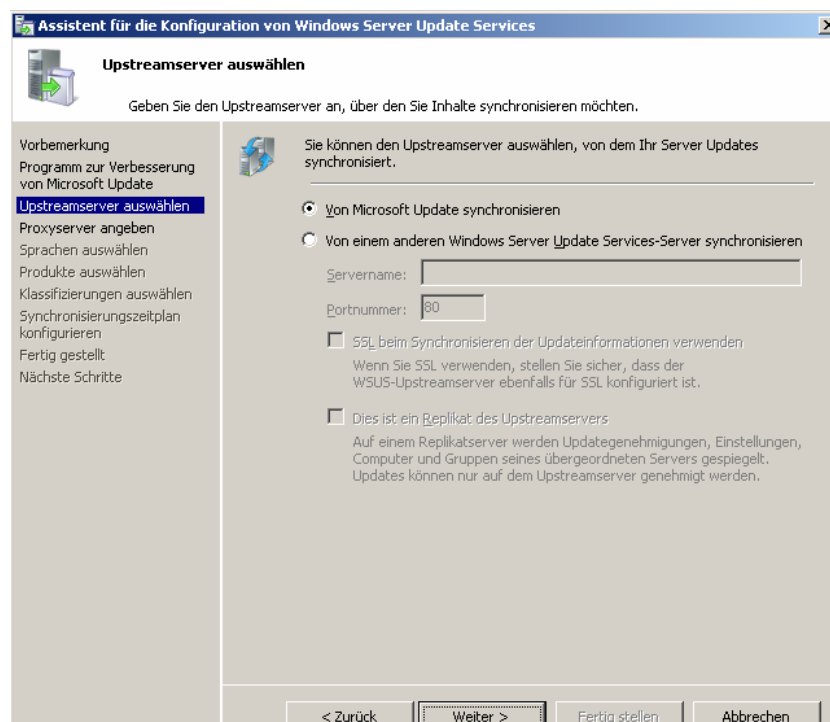 Assistent für die Konfiguration von Windows Server Update Services
Upstreamserver auswählen
Geben Sie den Upstreamserver an, über den Sie Inhalte synchronisieren möchten.
Vorbemerkung
Programm zur Verbesserung
von Microsoft Update
Upstreamserver auswählen
Proxyserver angeben
Sprachen auswählen
Produkte auswählen
Klassifizierungen auswählen
Synchronisierungszeitplan
konfigurieren
Fertig gestellt
Nächste Schritte
Sie können den Upstreamserver auswählen, von dem Ihr Server Updates
synchronisiert.
Von Microsoft Update synchronisieren
Von einem anderen Windows Server Update Services-Server synchronisieren
Servername:
Portnummer: 80
SSL beim Synchronisieren der Updateinformationen verwenden
Wenn Sie SSL verwenden, stellen Sie sicher, dass der
WSUS-Upstreamserver ebenfalls für SSL konfiguriert ist.
Dies ist ein Replikat des Upstreamservers
Auf einem Replikatserver werden Updategenehmigungen, Einstellungen,
Computer und Gruppen seines übergeordneten Servers gespiegelt.
Updates können nur auf dem Upstreamserver genehmigt werden.
< Zurück
Weiter >
Fertig stellen
Abbrechen